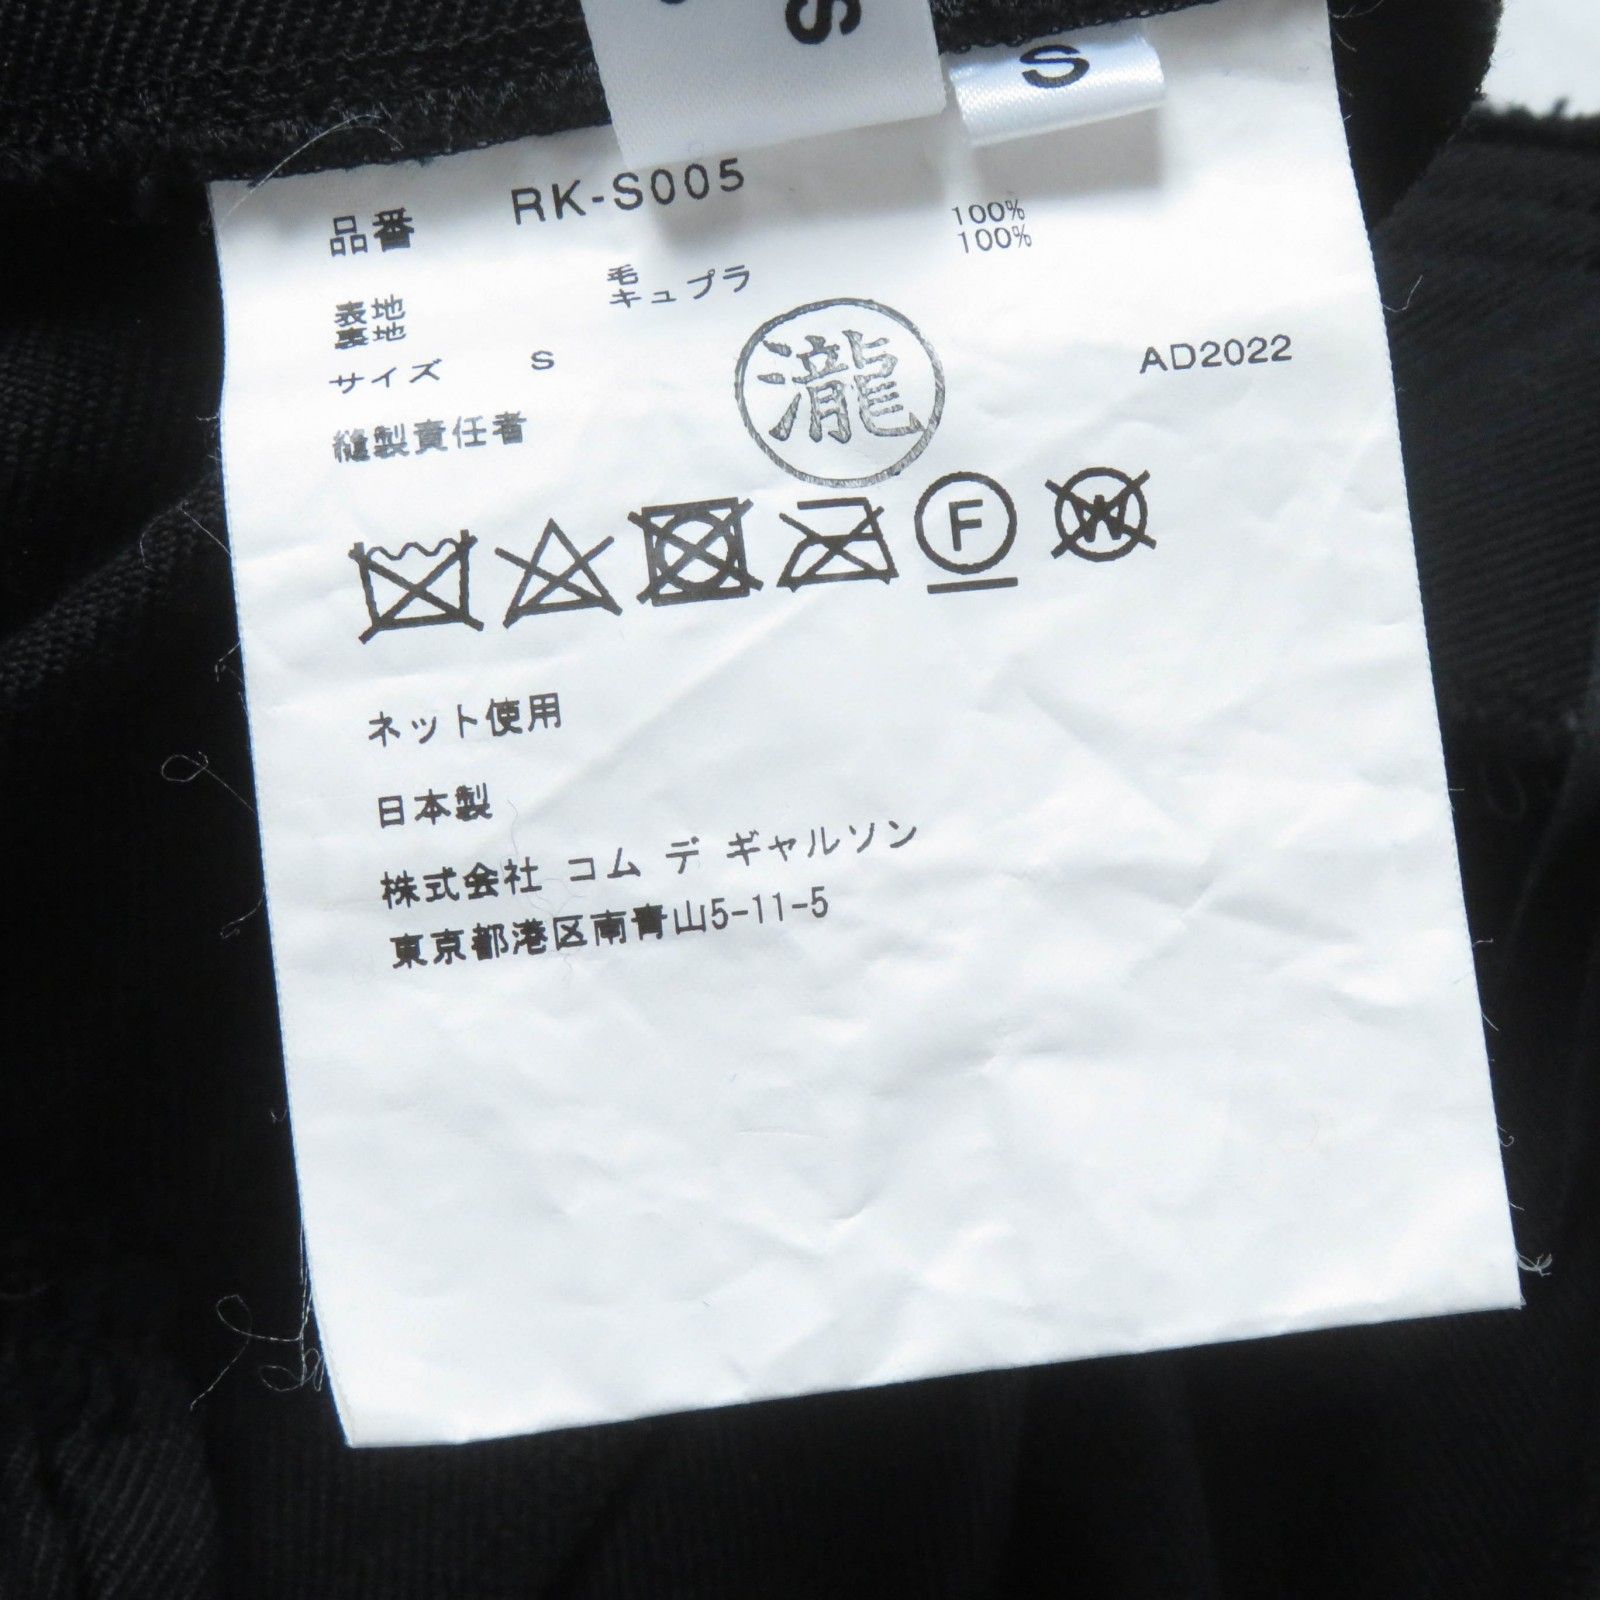 S
S
品番 RK-S005
表地 毛 100%
裏地 キュプラ 100%
サイズ S AD2022
縫製責任者 瀧
F
W
ネット使用
日本製
株式会社 コム デ ギャルソン
東京都港区南青山5-11-5